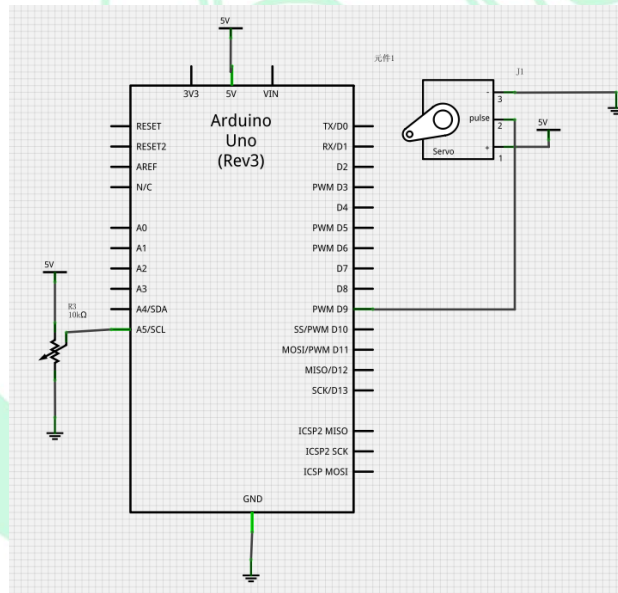 5V
元件1
3V3
5V
VIN
J1
-
3
pulse
2
5V
Servo
+
1
Arduino
Uno
(Rev3)
RESET
RESET2
AREF
N/C
A0
A1
A2
A3
A4/SDA
A5/SCL
TX/D0
RX/D1
D2
PWM D3
D4
PWM D5
PWM D6
D7
D8
PWM D9
SS/PWM D10
MOSI/PWM D11
MISO/D12
SCK/D13
ICSP2 MISO
ICSP2 SCK
ICSP MOSI
5V
R3
10kΩ
GND